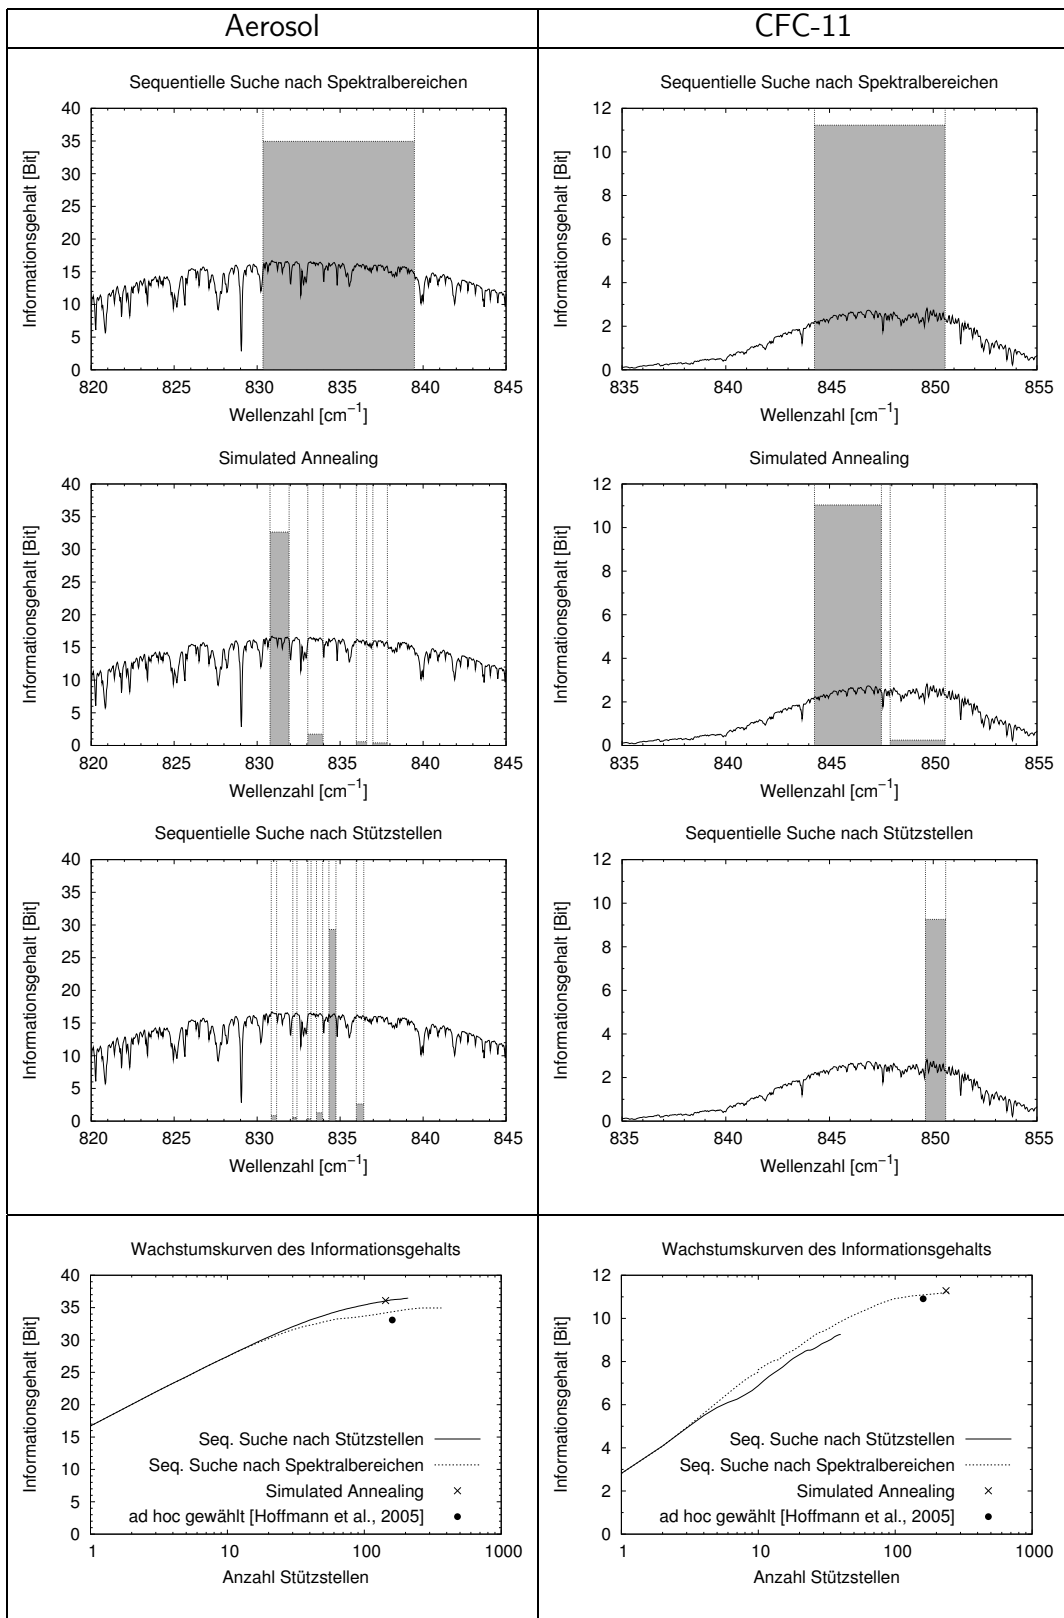 Aerosol
CFC-11
Sequentielle Suche nach Spektralbereichen
Informationsgehalt [Bit]
40
35
30
25
20
15
10
5
0
820 825 830 835 840 845
Wellenzahl [cm⁻¹]
Sequentielle Suche nach Spektralbereichen
Informationsgehalt [Bit]
12
10
8
6
4
2
0
835 840 845 850 855
Wellenzahl [cm⁻¹]
Simulated Annealing
Informationsgehalt [Bit]
40
35
30
25
20
15
10
5
0
820 825 830 835 840 845
Wellenzahl [cm⁻¹]
Simulated Annealing
Informationsgehalt [Bit]
12
10
8
6
4
2
0
835 840 845 850 855
Wellenzahl [cm⁻¹]
Sequentielle Suche nach Stützstellen
Informationsgehalt [Bit]
40
35
30
25
20
15
10
5
0
820 825 830 835 840 845
Wellenzahl [cm⁻¹]
Sequentielle Suche nach Stützstellen
Informationsgehalt [Bit]
12
10
8
6
4
2
0
835 840 845 850 855
Wellenzahl [cm⁻¹]
Wachstumskurven des Informationsgehalts
Informationsgehalt [Bit]
40
35
30
25
20
15
10
5
0
Seq. Suche nach Stützstellen
Seq. Suche nach Spektralbereichen
Simulated Annealing
ad hoc gewählt [Hoffmann et al., 2005]
1 10 100 1000
Anzahl Stützstellen
Wachstumskurven des Informationsgehalts
Informationsgehalt [Bit]
12
10
8
6
4
2
0
Seq. Suche nach Stützstellen
Seq. Suche nach Spektralbereichen
Simulated Annealing
ad hoc gewählt [Hoffmann et al., 2005]
1 10 100 1000
Anzahl Stützstellen